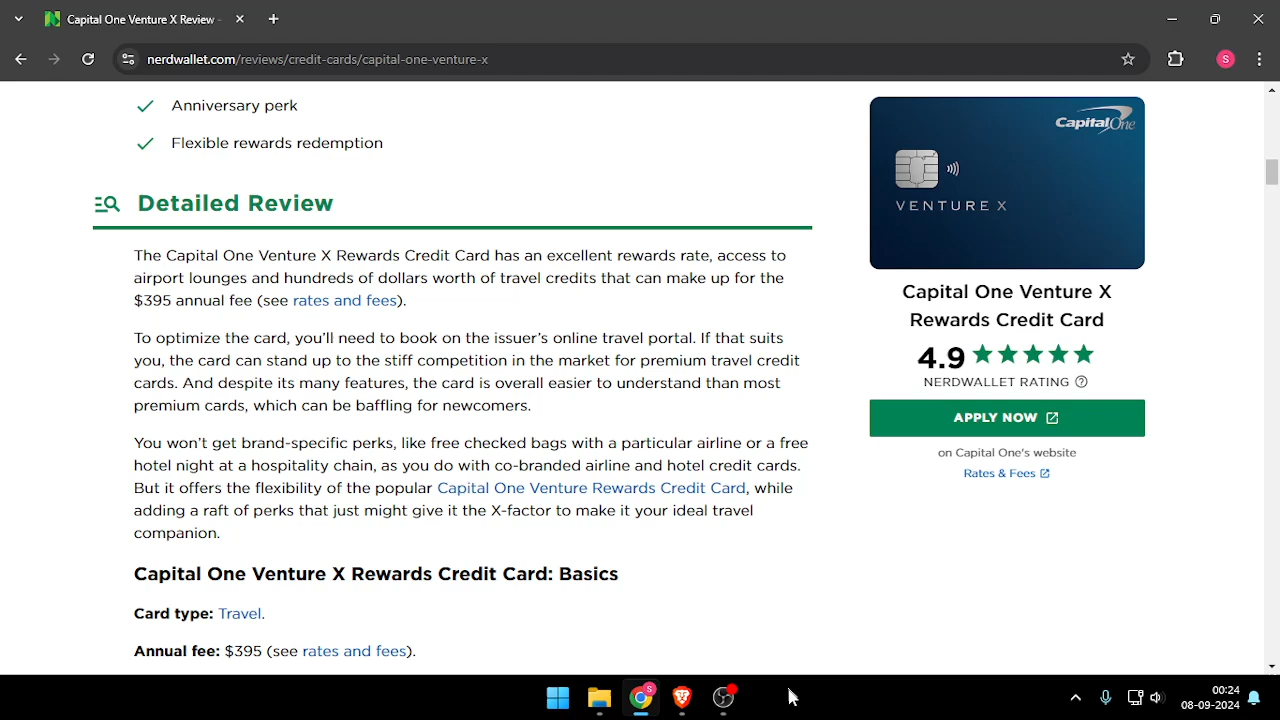 Capital One Venture X Review -
nerdwallet.com/reviews/credit-cards/capital-one-venture-x
S
Anniversary perk
Flexible rewards redemption
Detailed Review
The Capital One Venture X Rewards Credit Card has an excellent rewards rate, access to
airport lounges and hundreds of dollars worth of travel credits that can make up for the
$395 annual fee (see rates and fees).
To optimize the card, you’ll need to book on the issuer’s online travel portal. If that suits
you, the card can stand up to the stiff competition in the market for premium travel credit
cards. And despite its many features, the card is overall easier to understand than most
premium cards, which can be baffling for newcomers.
You won’t get brand-specific perks, like free checked bags with a particular airline or a free
hotel night at a hospitality chain, as you do with co-branded airline and hotel credit cards.
But it offers the flexibility of the popular Capital One Venture Rewards Credit Card, while
adding a raft of perks that just might give it the X-factor to make it your ideal travel
companion.
Capital One Venture X Rewards Credit Card: Basics
Card type: Travel.
Annual fee: $395 (see rates and fees).
CapitalOne
VENTURE X
Capital One Venture X
Rewards Credit Card
4.9
NERDWALLET RATING ?
APPLY NOW
on Capital One's website
Rates & Fees
S
00:24
08-09-2024